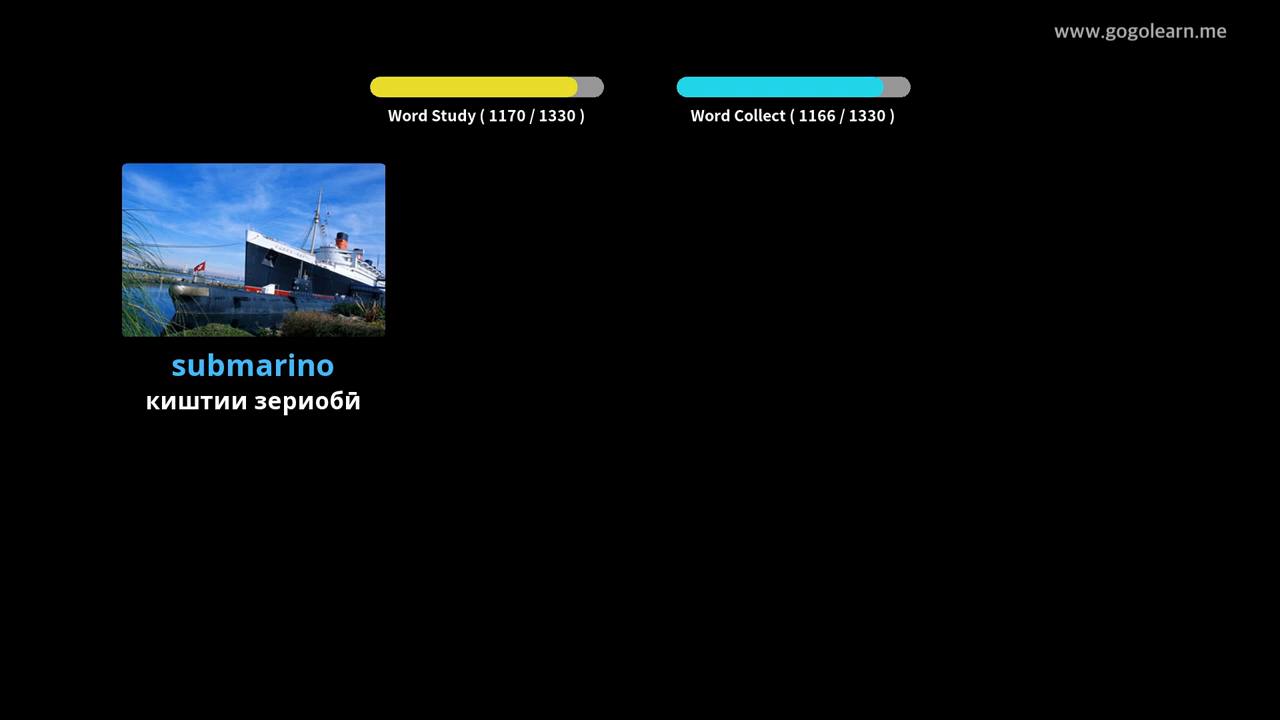 www.gogolearn.me
Word Study ( 1170 / 1330 )
Word Collect ( 1166 / 1330 )
submarino
киштии зериобӣ